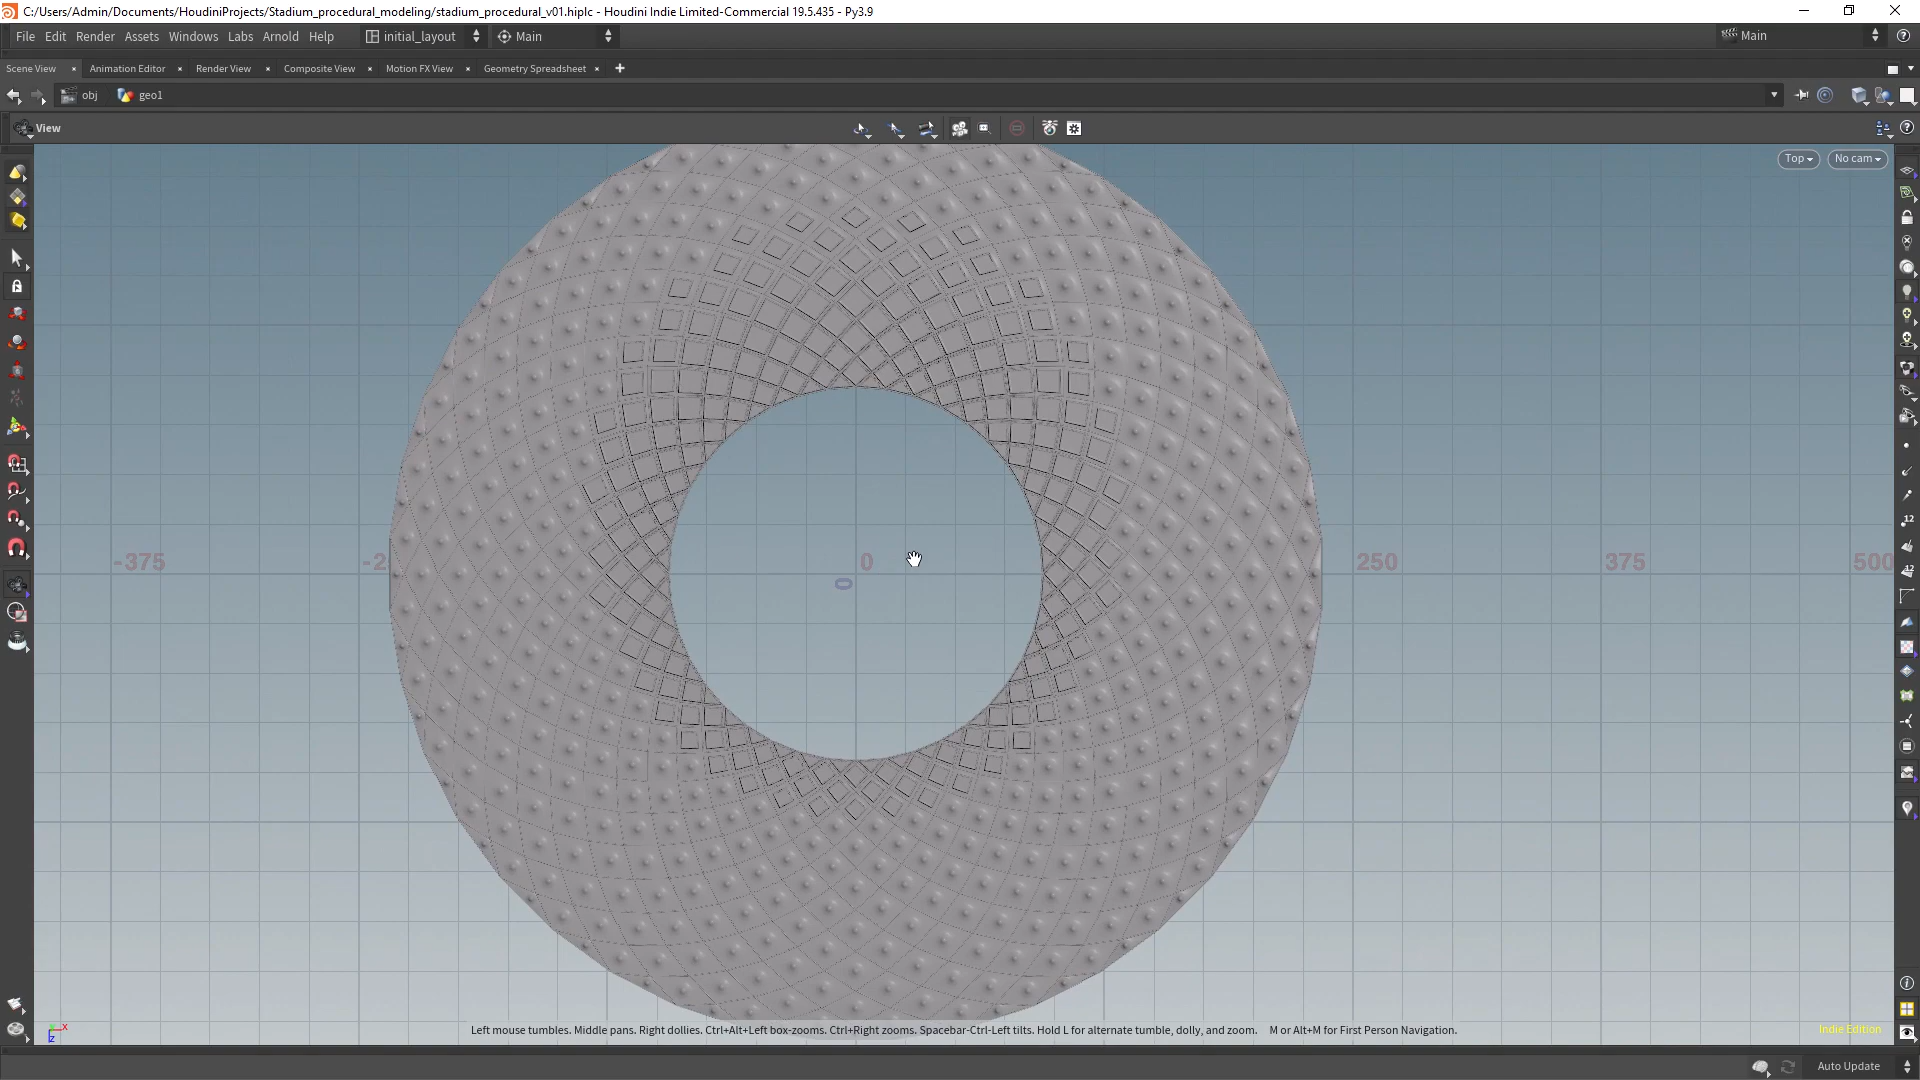 C:/Users/Admin/Documents/HoudiniProjects/Stadium_procedural_modeling/stadium_procedural_v01.hiplc - Houdini Indie Limited-Commercial 19.5.435 - Py3.9
File Edit Render Assets Windows Labs Arnold Help initial_layout Main Main
Scene View Animation Editor Render View Composite View Motion FX View Geometry Spreadsheet
obj geo1
View
Top No cam
-375 -2 0 250 375 500
0
12
12
Left mouse tumbles. Middle pans. Right dollies. Ctrl+Alt+Left box-zooms. Ctrl+Right zooms. Spacebar-Ctrl-Left tilts. Hold L for alternate tumble, dolly, and zoom. M or Alt+M for First Person Navigation.
Indie Edition
x
z
Auto Update